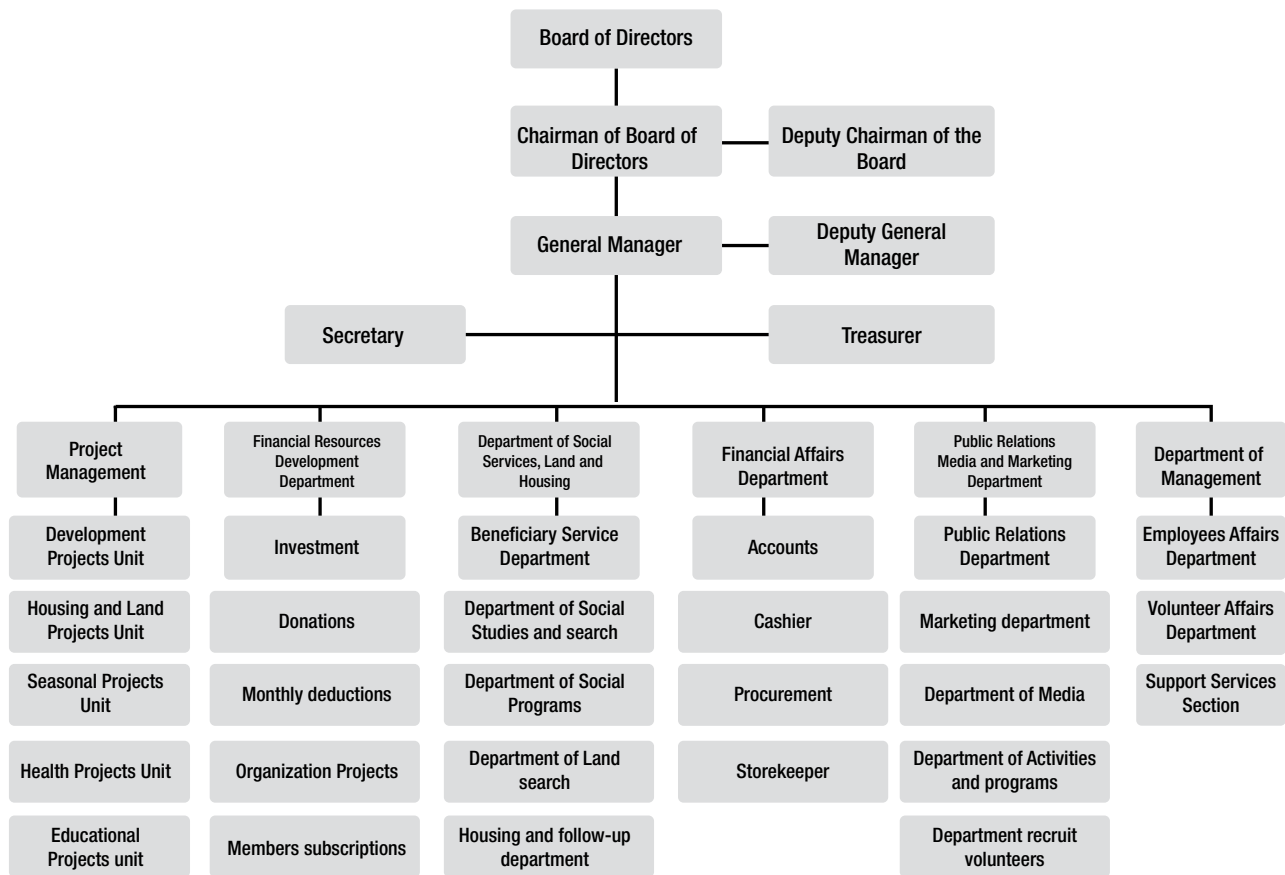 Board of Directors
Chairman of Board of
Directors
Deputy Chairman of the
Board
General Manager
Deputy General
Manager
Secretary
Treasurer
Project
Management
Financial Resources
Development
Department
Department of Social
Services, Land and
Housing
Financial Affairs
Department
Public Relations
Media and Marketing
Department
Department of
Management
Development
Projects Unit
Investment
Beneficiary Service
Department
Accounts
Public Relations
Department
Employees Affairs
Department
Housing and Land
Projects Unit
Donations
Department of Social
Studies and search
Cashier
Marketing department
Volunteer Affairs
Department
Seasonal Projects
Unit
Monthly deductions
Department of Social
Programs
Procurement
Department of Media
Support Services
Section
Health Projects Unit
Organization Projects
Department of Land
search
Storekeeper
Department of Activities
and programs
Educational
Projects unit
Members subscriptions
Housing and follow-up
department
Department recruit
volunteers